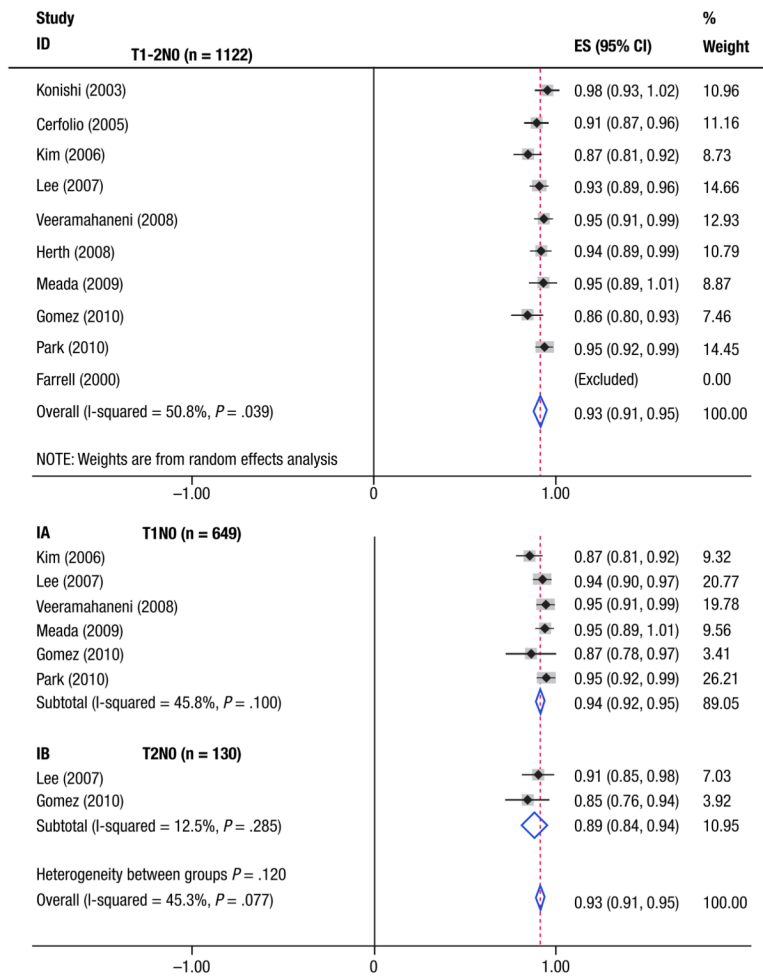 Study %
ID T1-2N0 (n = 1122) ES (95% CI) Weight
Konishi (2003) 0.98 (0.93, 1.02) 10.96
Cerfolio (2005) 0.91 (0.87, 0.96) 11.16
Kim (2006) 0.87 (0.81, 0.92) 8.73
Lee (2007) 0.93 (0.89, 0.96) 14.66
Veeramahaneni (2008) 0.95 (0.91, 0.99) 12.93
Herth (2008) 0.94 (0.89, 0.99) 10.79
Meada (2009) 0.95 (0.89, 1.01) 8.87
Gomez (2010) 0.86 (0.80, 0.93) 7.46
Park (2010) 0.95 (0.92, 0.99) 14.45
Farrell (2000) (Excluded) 0.00
Overall (I-squared = 50.8%, P = .039) 0.93 (0.91, 0.95) 100.00
NOTE: Weights are from random effects analysis
−1.00 0 1.00
IA T1N0 (n = 649)
Kim (2006) 0.87 (0.81, 0.92) 9.32
Lee (2007) 0.94 (0.90, 0.97) 20.77
Veeramahaneni (2008) 0.95 (0.91, 0.99) 19.78
Meada (2009) 0.95 (0.89, 1.01) 9.56
Gomez (2010) 0.87 (0.78, 0.97) 3.41
Park (2010) 0.95 (0.92, 0.99) 26.21
Subtotal (I-squared = 45.8%, P = .100) 0.94 (0.92, 0.95) 89.05
IB T2N0 (n = 130)
Lee (2007) 0.91 (0.85, 0.98) 7.03
Gomez (2010) 0.85 (0.76, 0.94) 3.92
Subtotal (I-squared = 12.5%, P = .285) 0.89 (0.84, 0.94) 10.95
Heterogeneity between groups P = .120
Overall (I-squared = 45.3%, P = .077) 0.93 (0.91, 0.95) 100.00
−1.00 0 1.00